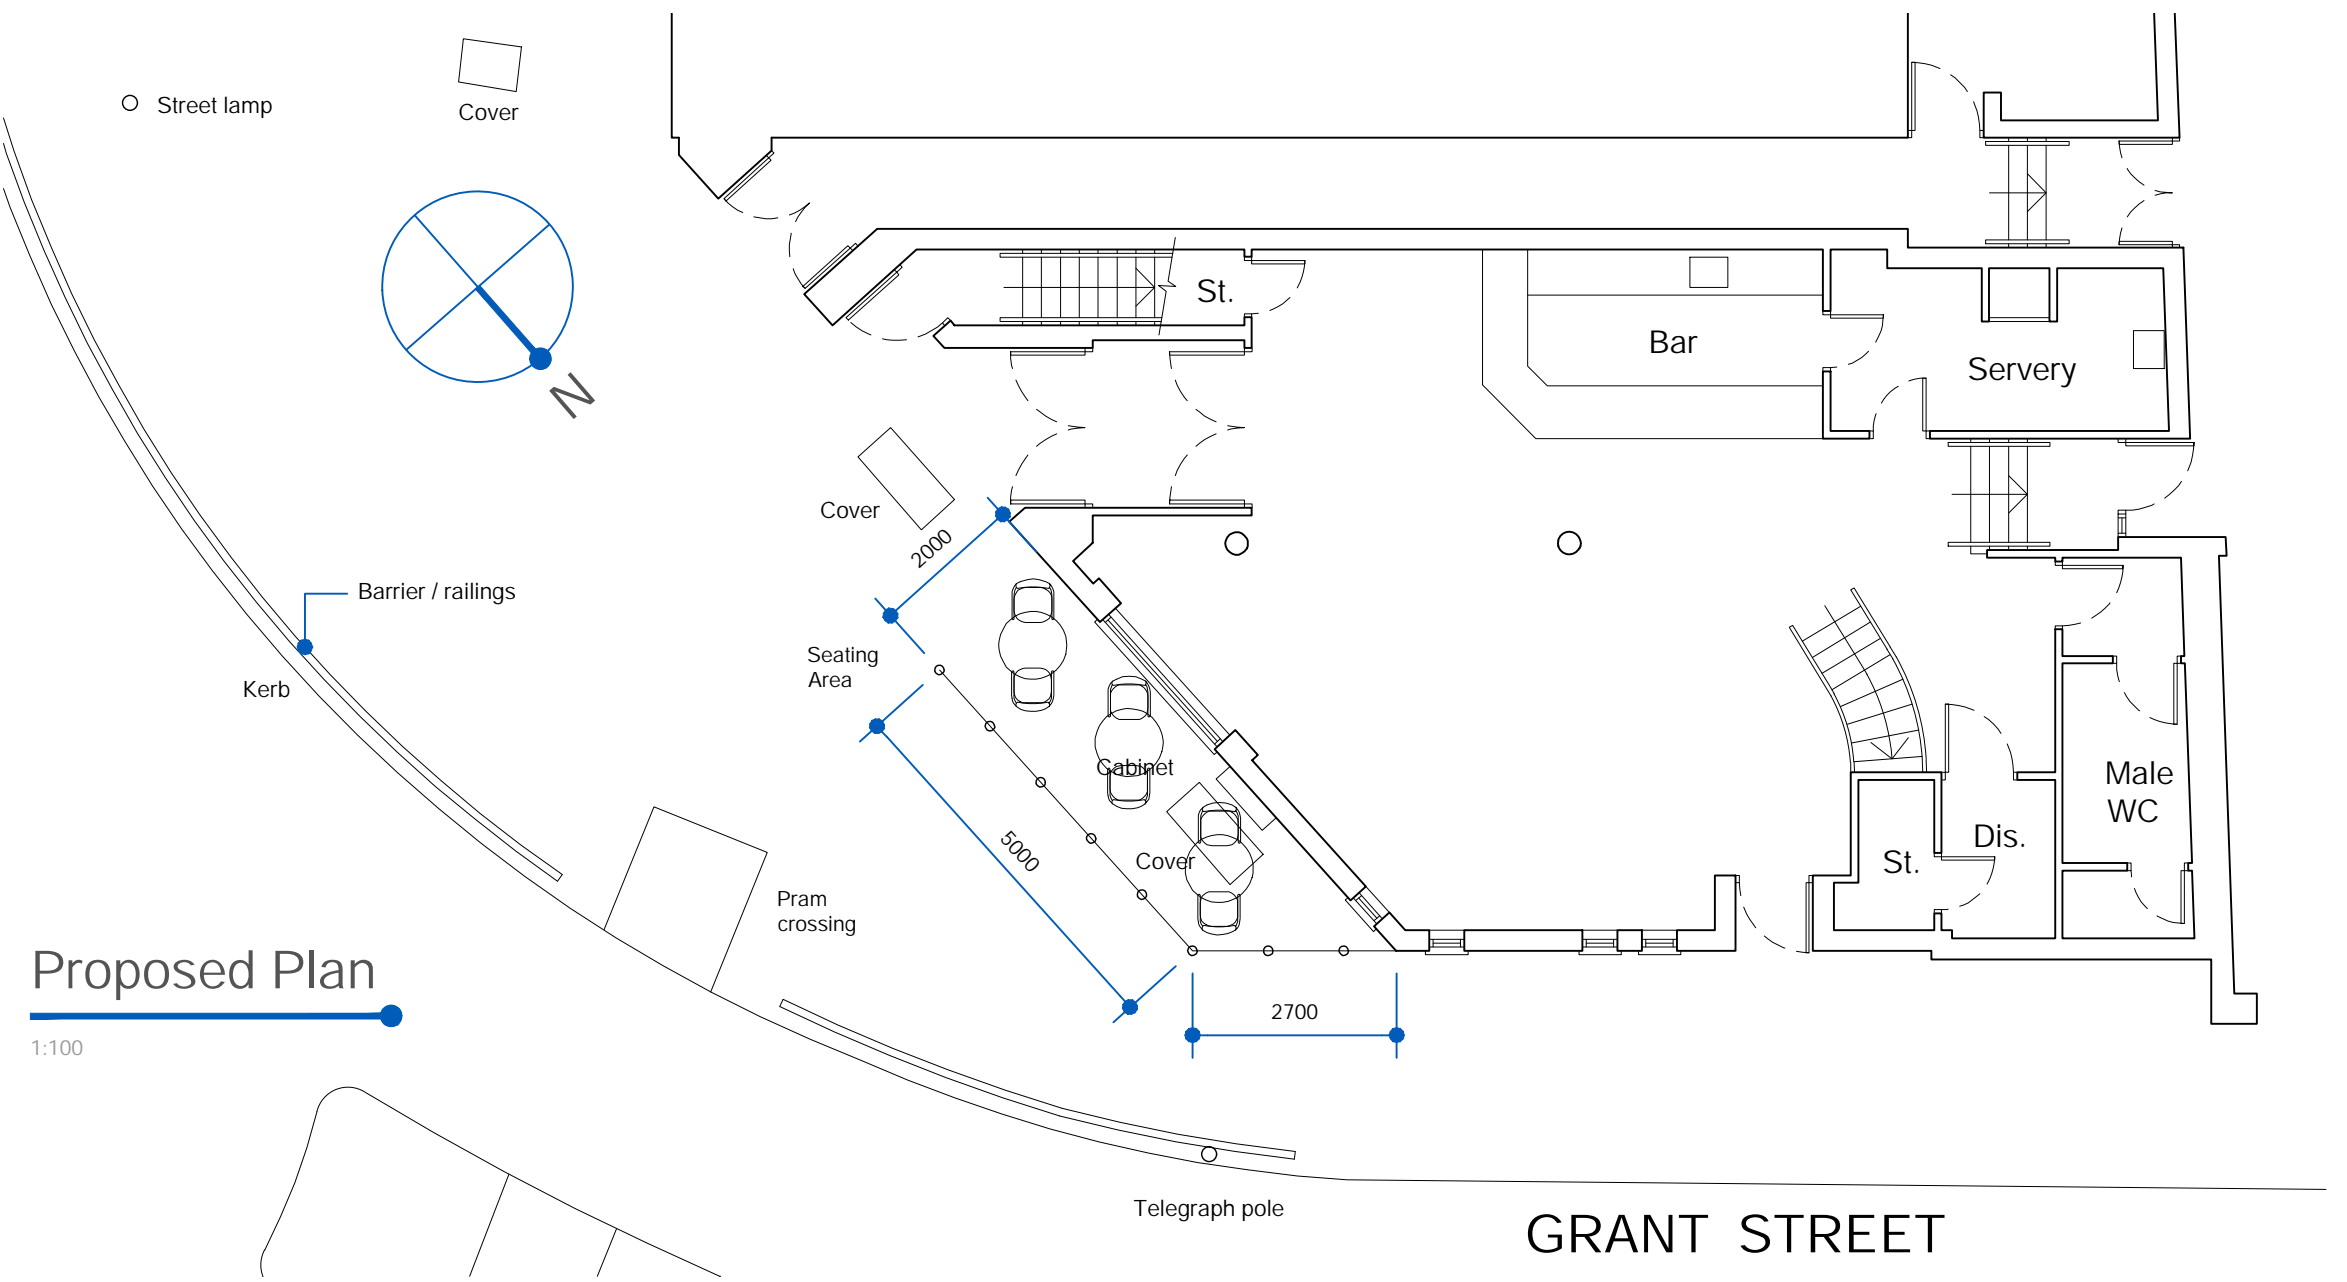 Street lamp
Cover
N
St.
Bar
Servery
Cover
2000
Barrier / railings
Seating
Area
Kerb
Cabinet
Male
WC
5000
Cover
Dis.
St.
Pram
crossing
Proposed Plan
2700
1:100
Telegraph pole
GRANT STREET